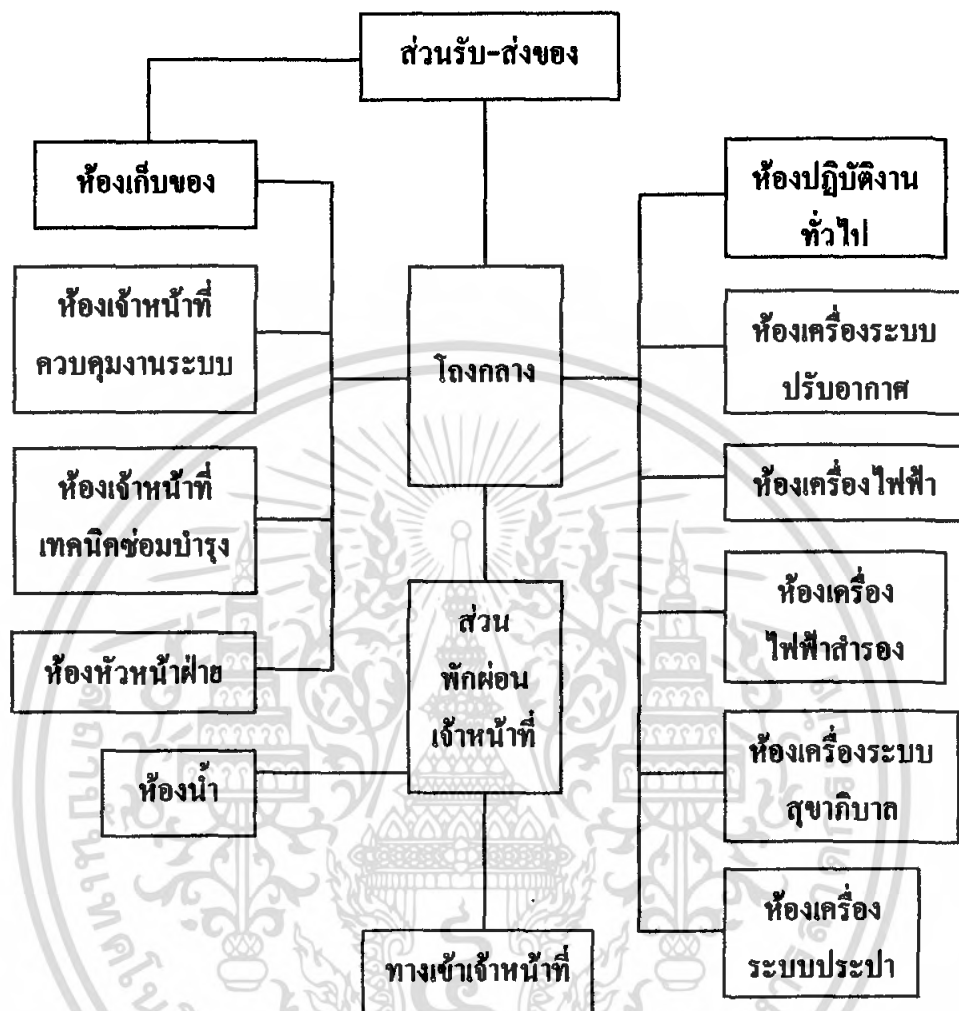 ส่วนรับ-ส่งของ
ห้องเก็บของ
ห้องปฏิบัติงาน
ทั่วไป
ห้องเจ้าหน้าที่
ควบคุมงานระบบ
โถงกลาง
ห้องเครื่องระบบ
ปรับอากาศ
ห้องเจ้าหน้าที่
เทคนิคซ่อมบำรุง
ห้องเครื่องไฟฟ้า
ส่วน
พักผ่อน
เจ้าหน้าที่
ห้องเครื่อง
ไฟฟ้าสำรอง
ห้องหัวหน้าฝ่าย
ห้องน้ำ
ห้องเครื่องระบบ
สุขาภิบาล
ห้องเครื่อง
ระบบประปา
ทางเข้าเจ้าหน้าที่